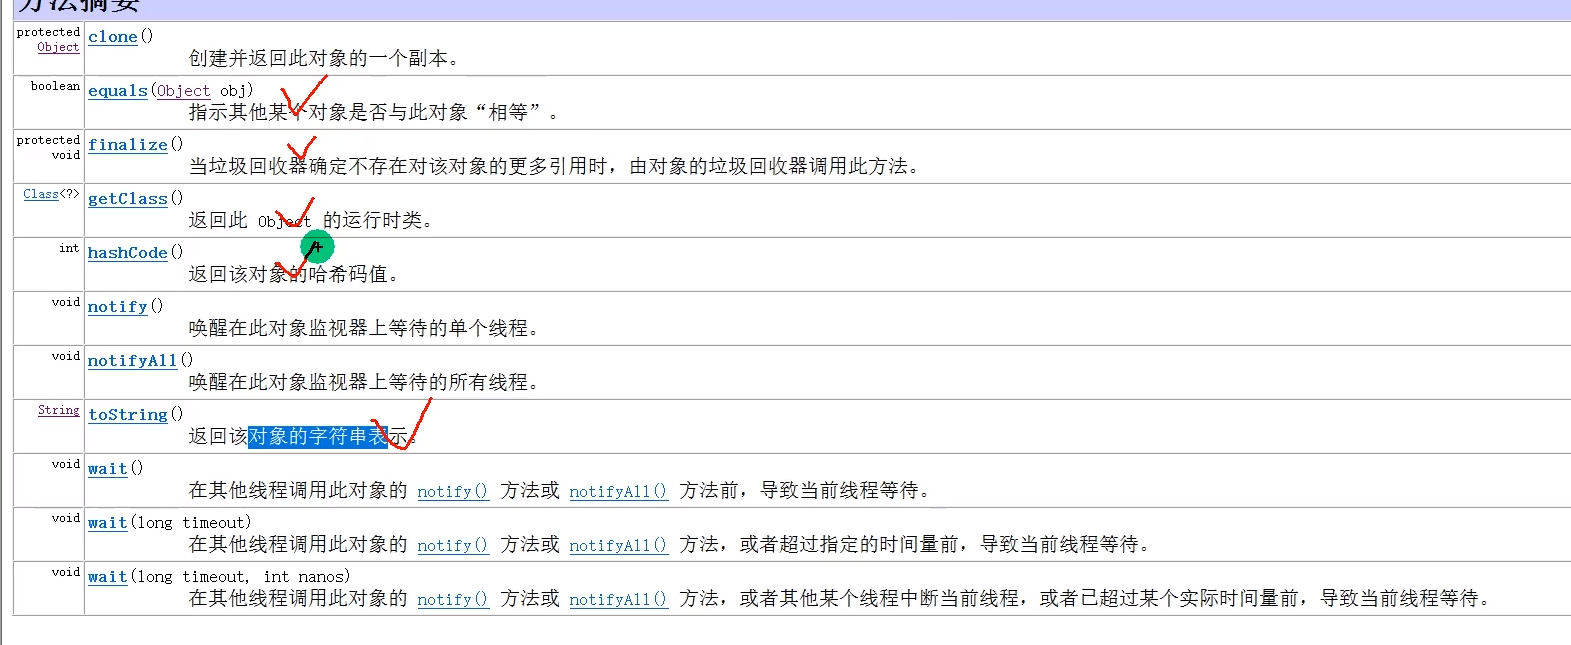 方法摘要
protected Object clone()
创建并返回此对象的一个副本。
boolean equals(Object obj)
指示其他某个对象是否与此对象“相等”。
protected void finalize()
当垃圾回收器确定不存在对该对象的更多引用时，由对象的垃圾回收器调用此方法。
Class<?> getClass()
返回此 Object 的运行时类。
int hashCode()
返回该对象的哈希码值。
void notify()
唤醒在此对象监视器上等待的单个线程。
void notifyAll()
唤醒在此对象监视器上等待的所有线程。
String toString()
返回该对象的字符串表示。
void wait()
在其他线程调用此对象的 notify() 方法或 notifyAll() 方法前，导致当前线程等待。
void wait(long timeout)
在其他线程调用此对象的 notify() 方法或 notifyAll() 方法，或者超过指定的时间量前，导致当前线程等待。
void wait(long timeout, int nanos)
在其他线程调用此对象的 notify() 方法或 notifyAll() 方法，或者其他某个线程中断当前线程，或者已超过某个实际时间量前，导致当前线程等待。